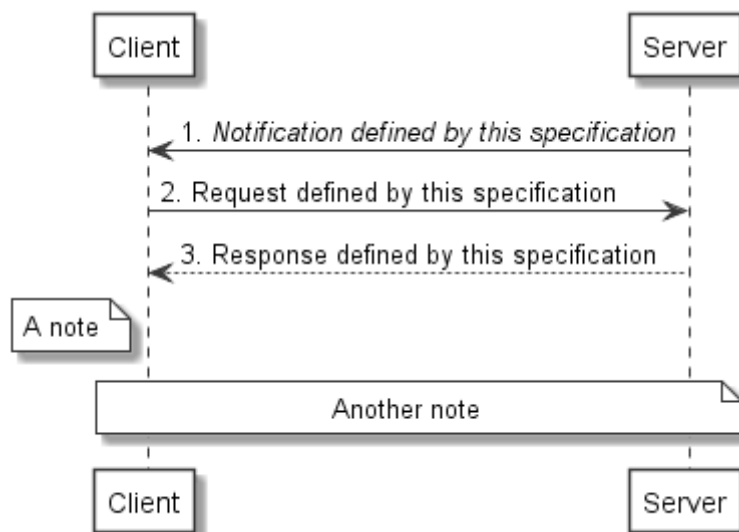 Client
Server
1. Notification defined by this specification
2. Request defined by this specification
3. Response defined by this specification
A note
Another note
Client
Server